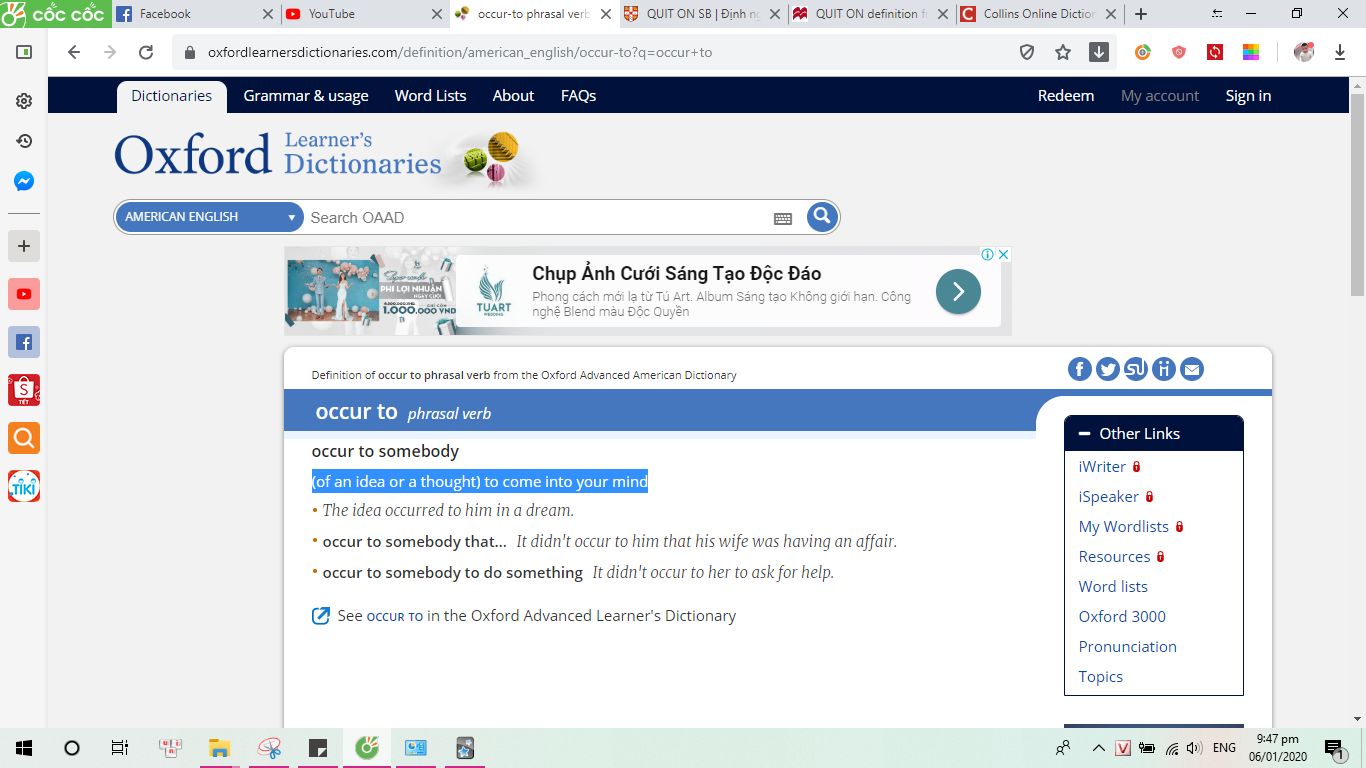 cốc cốc
Facebook
YouTube
occur-to phrasal verb
QUIT ON SB | Định ng
QUIT ON definition f
Collins Online Diction
oxfordlearnersdictionaries.com/definition/american_english/occur-to?q=occur+to
Dictionaries
Grammar & usage
Word Lists
About
FAQs
Redeem
My account
Sign in
Oxford Learner's
Dictionaries
AMERICAN ENGLISH
Search OAAD
PHI LỢI NHUẬN
NGÀY CƯỚI
1.000.000 VND
TUART
WEDDING
Chụp Ảnh Cưới Sáng Tạo Độc Đáo
Phong cách mới lạ từ Tú Art. Album Sáng tạo Không giới hạn. Công
nghệ Blend màu Độc Quyền
Definition of occur to phrasal verb from the Oxford Advanced American Dictionary
occur to phrasal verb
occur to somebody
(of an idea or a thought) to come into your mind
• The idea occurred to him in a dream.
• occur to somebody that... It didn't occur to him that his wife was having an affair.
• occur to somebody to do something It didn't occur to her to ask for help.
See OCCUR TO in the Oxford Advanced Learner's Dictionary
Other Links
iWriter
iSpeaker
My Wordlists
Resources
Word lists
Oxford 3000
Pronunciation
Topics
TẾT
TIKI
ENG
9:47 pm
06/01/2020
1